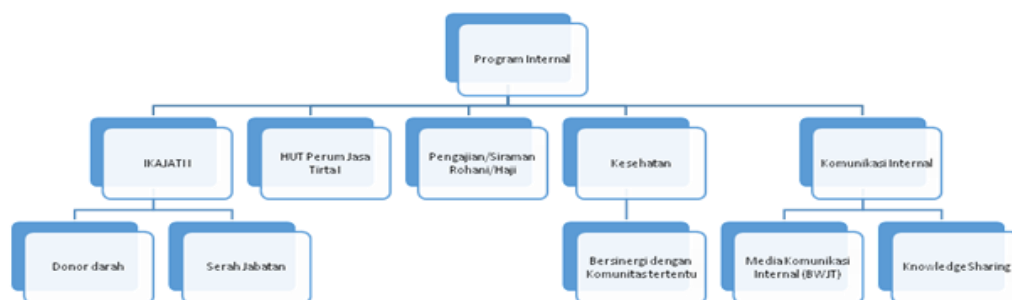 Program Internal
IKAJATI I
HUT Perum Jasa
Tirta I
Pengajian/Siraman
Rohani/Haji
Kesehatan
Komunikasi Internal
Donor darah
Serah Jabatan
Bersinergi dengan
Komunitas tertentu
Media Komunikasi
Internal (BWJT)
Knowledge Sharing